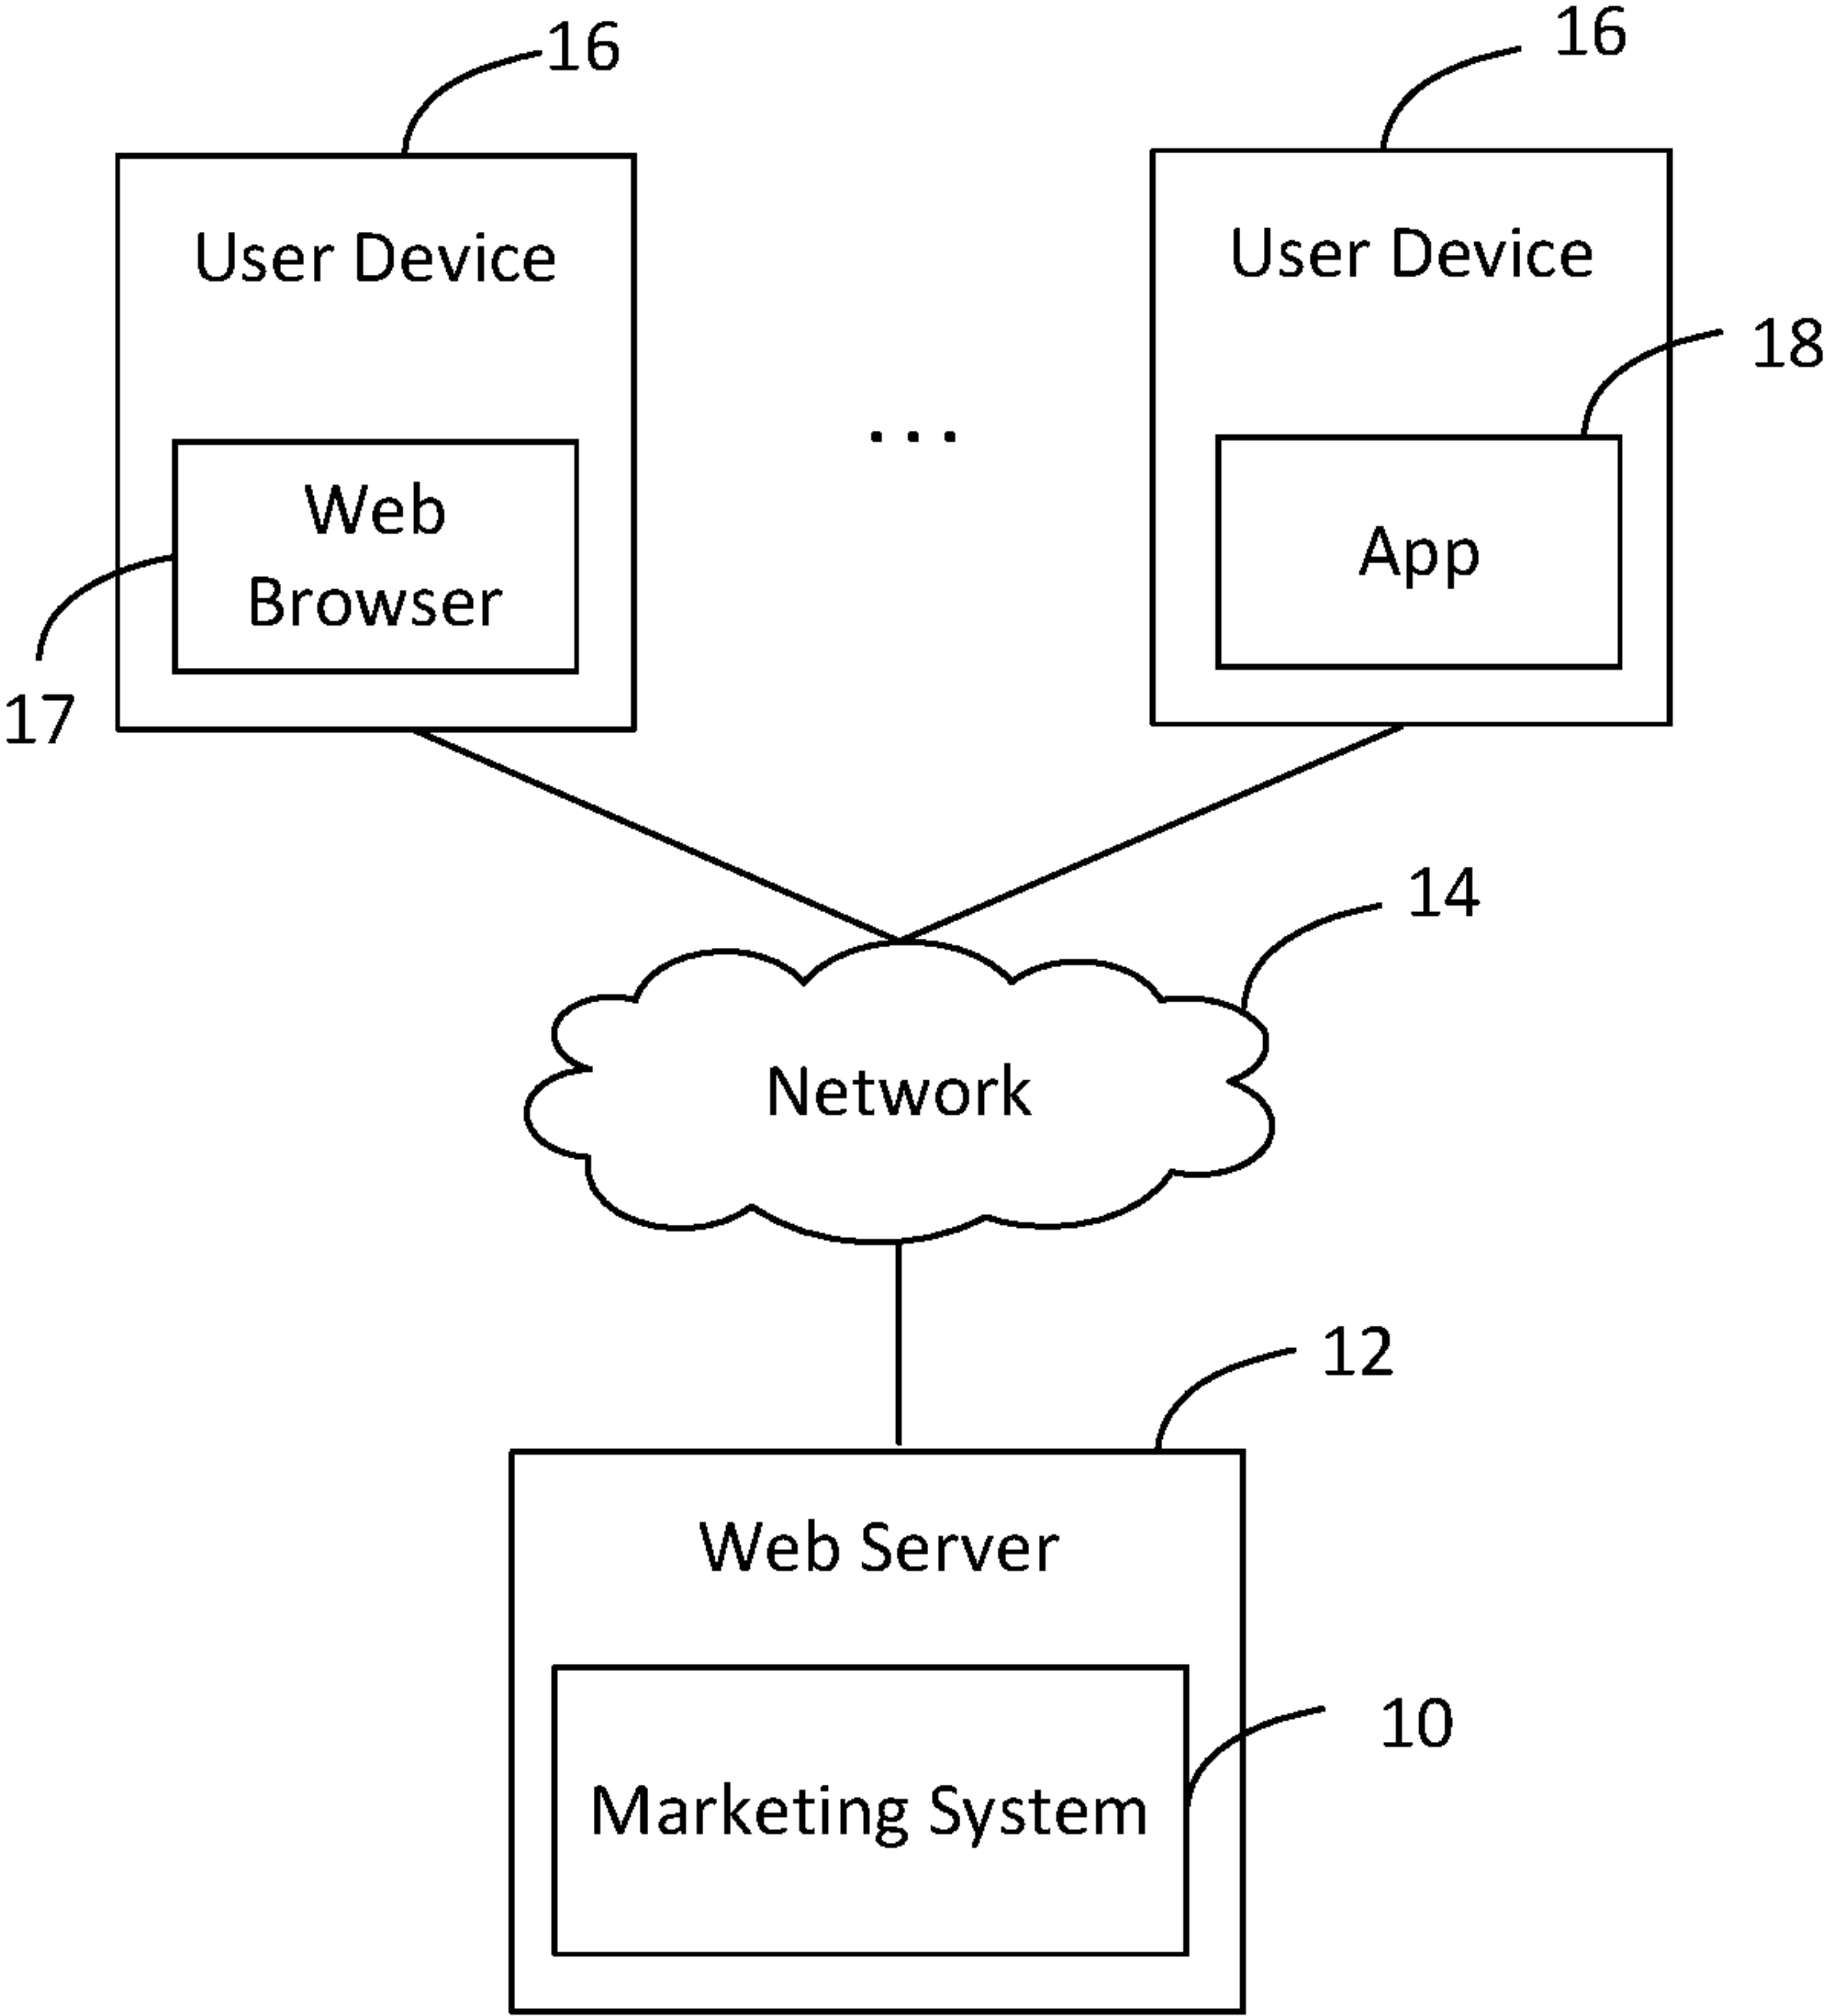 16
16
User Device
User Device
18
...
Web
Browser
App
17
14
Network
12
Web Server
10
Marketing System